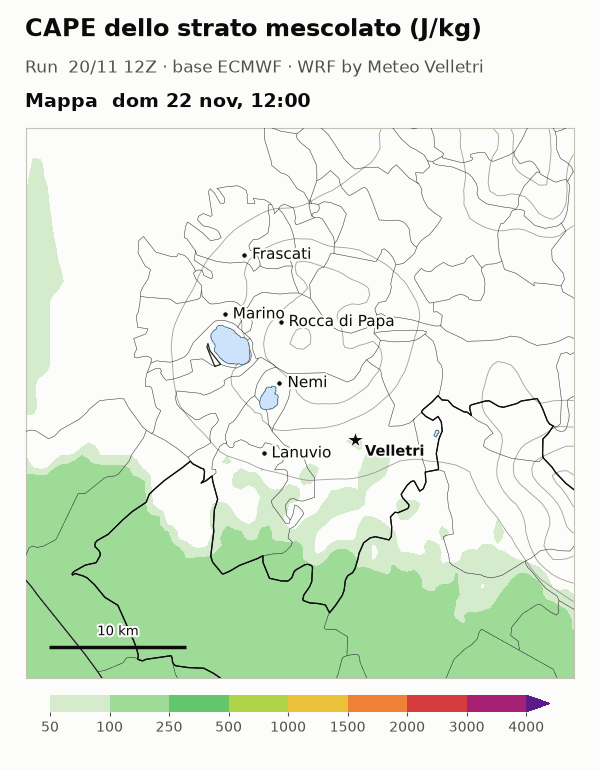 CAPE dello strato mescolato (J/kg)
Run  20/11 12Z · base ECMWF · WRF by Meteo Velletri
Mappa  dom 22 nov, 12:00
Frascati
Marino
Rocca di Papa
Nemi
Velletri
Lanuvio
10 km
50 100 250 500 1000 1500 2000 3000 4000